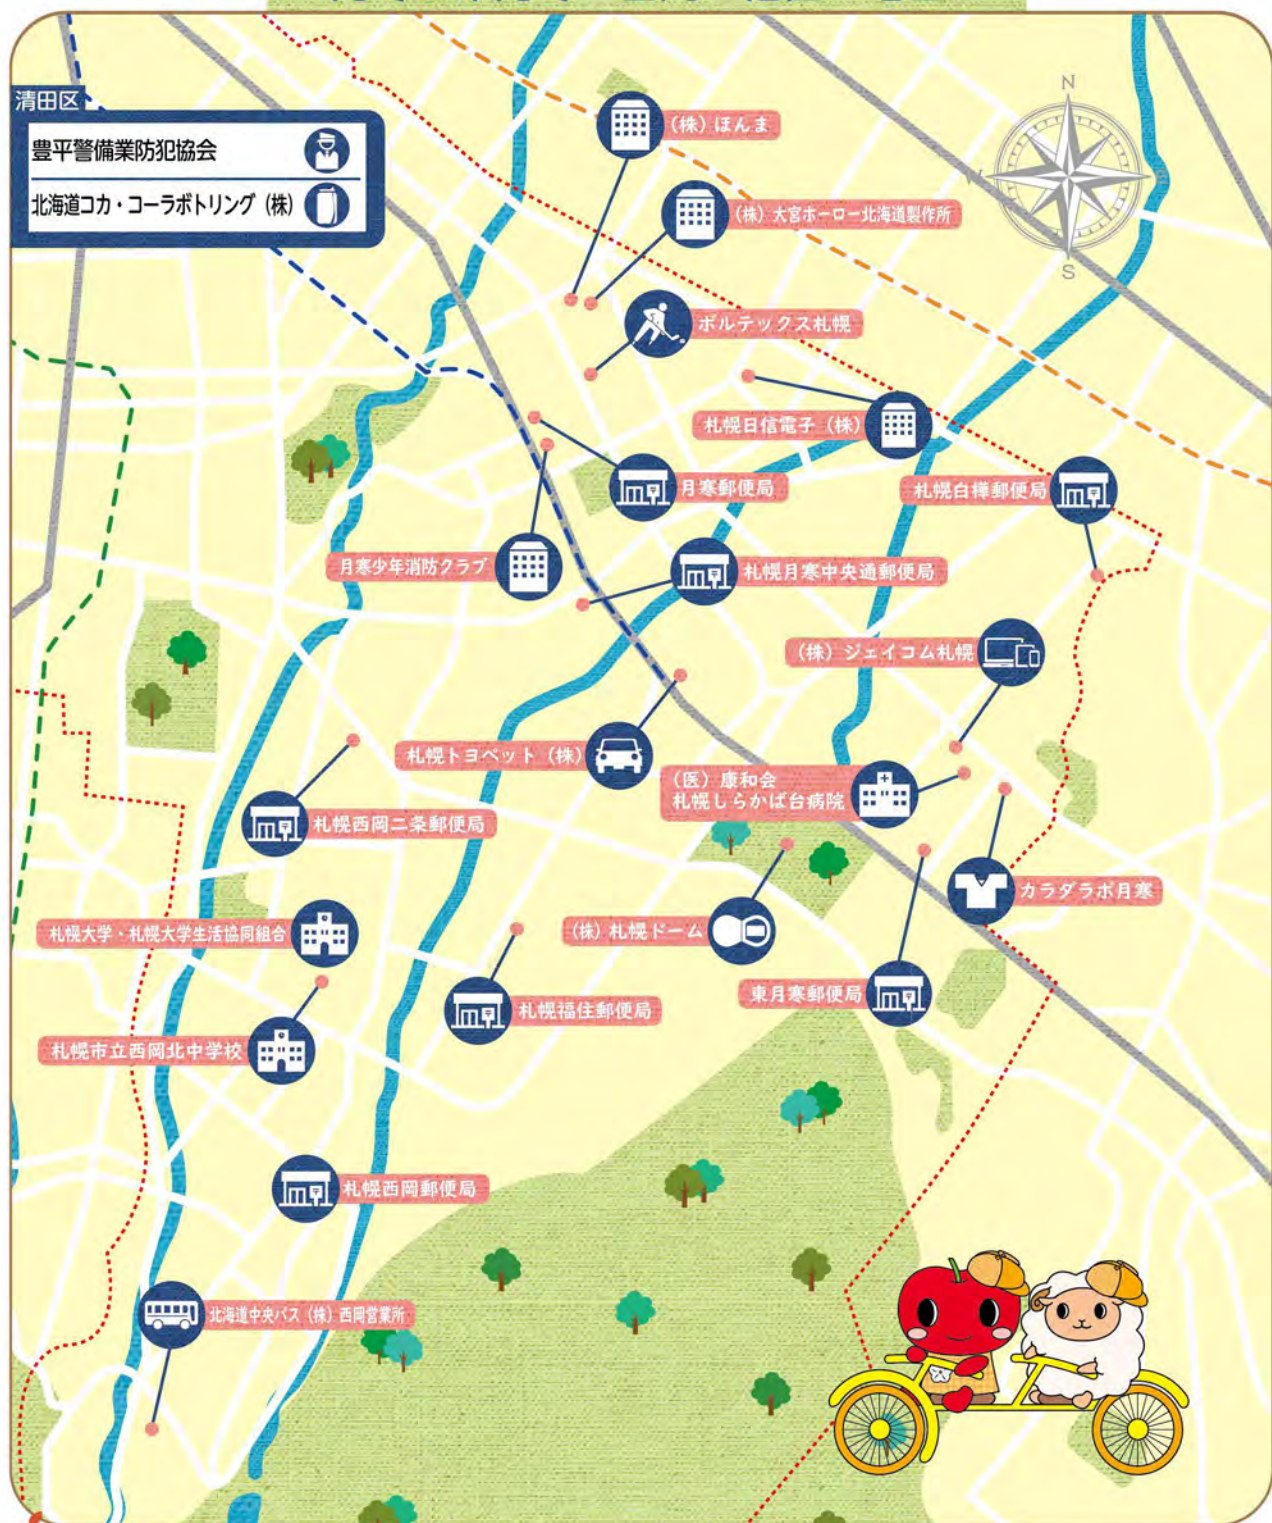 清田区
豊平警備業防犯協会
北海道コカ・コーラボトリング（株）
N
W
E
S
（株）ほんま
（株）大宮ホーロー北海道製作所
ボルテックス札幌
札幌日信電子（株）
月寒郵便局
札幌白樺郵便局
月寒少年消防クラブ
札幌月寒中央通郵便局
（株）ジェイコム札幌
札幌トヨペット（株）
（医）康和会
札幌しらかば台病院
札幌西岡二条郵便局
カラダラボ月寒
札幌大学・札幌大学生活協同組合
（株）札幌ドーム
東月寒郵便局
札幌福住郵便局
札幌市立西岡北中学校
札幌西岡郵便局
北海道中央バス（株）西岡営業所